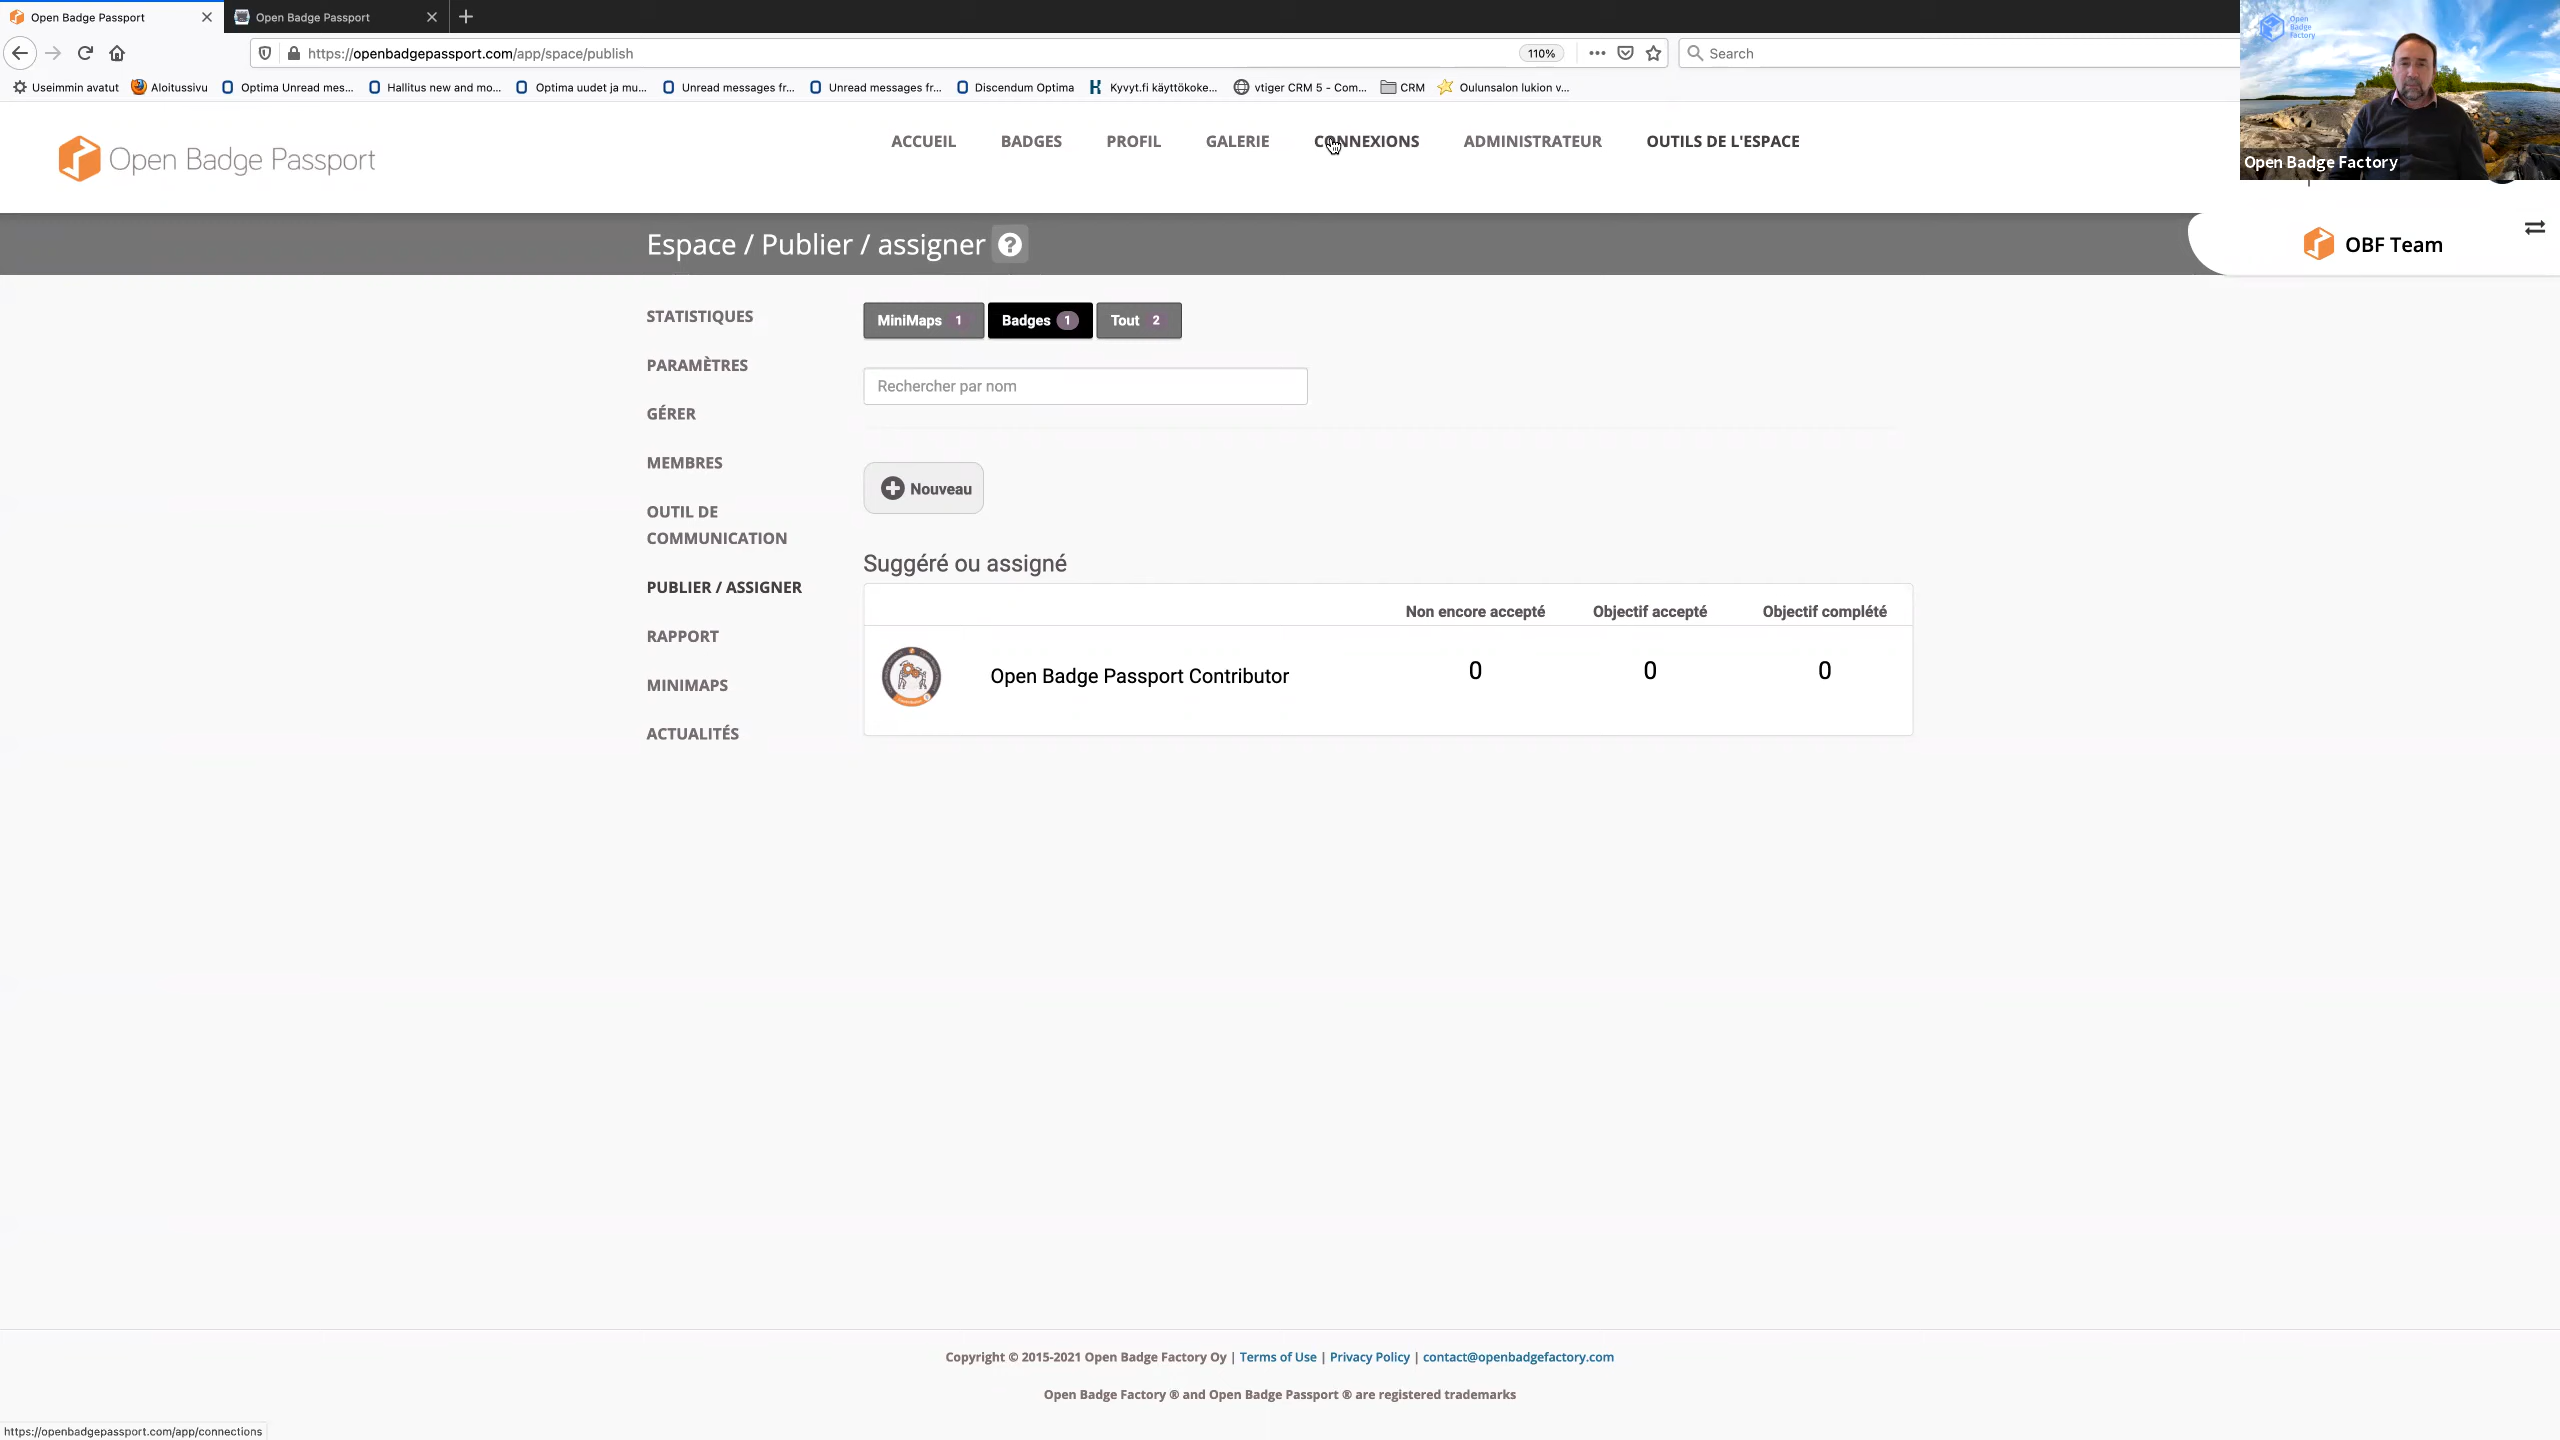 Open Badge Passport
Open Badge Passport
https://openbadgepassport.com/app/space/publish
110%
Search
Useimmin avatut
Aloitussivu
Optima Unread mes...
Hallitus new and mo...
Optima uudet ja mu...
Unread messages fr...
Unread messages fr...
Discendum Optima
Kyvyt.fi käyttökoke...
vtiger CRM 5 - Com...
CRM
Oulunsalon lukion v...
Open
Badge
Factory
Open Badge Factory
Open Badge Passport
ACCUEIL
BADGES
PROFIL
GALERIE
CONNEXIONS
ADMINISTRATEUR
OUTILS DE L'ESPACE
Espace / Publier / assigner
OBF Team
STATISTIQUES
PARAMÈTRES
GÉRER
MEMBRES
OUTIL DE
COMMUNICATION
PUBLIER / ASSIGNER
RAPPORT
MINIMAPS
ACTUALITÉS
MiniMaps 1
Badges 1
Tout 2
Rechercher par nom
Nouveau
Suggéré ou assigné
Non encore accepté
Objectif accepté
Objectif complété
Open Badge Passport Contributor
0
0
0
Copyright © 2015-2021 Open Badge Factory Oy | Terms of Use | Privacy Policy | contact@openbadgefactory.com
Open Badge Factory ® and Open Badge Passport ® are registered trademarks
https://openbadgepassport.com/app/connections